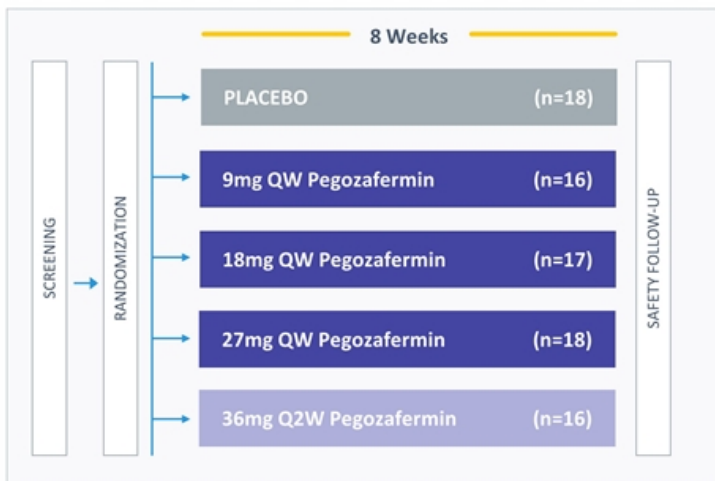 8 Weeks
SCREENING
RANDOMIZATION
PLACEBO (n=18)
9mg QW Pegozafermin (n=16)
18mg QW Pegozafermin (n=17)
27mg QW Pegozafermin (n=18)
36mg Q2W Pegozafermin (n=16)
SAFETY FOLLOW-UP